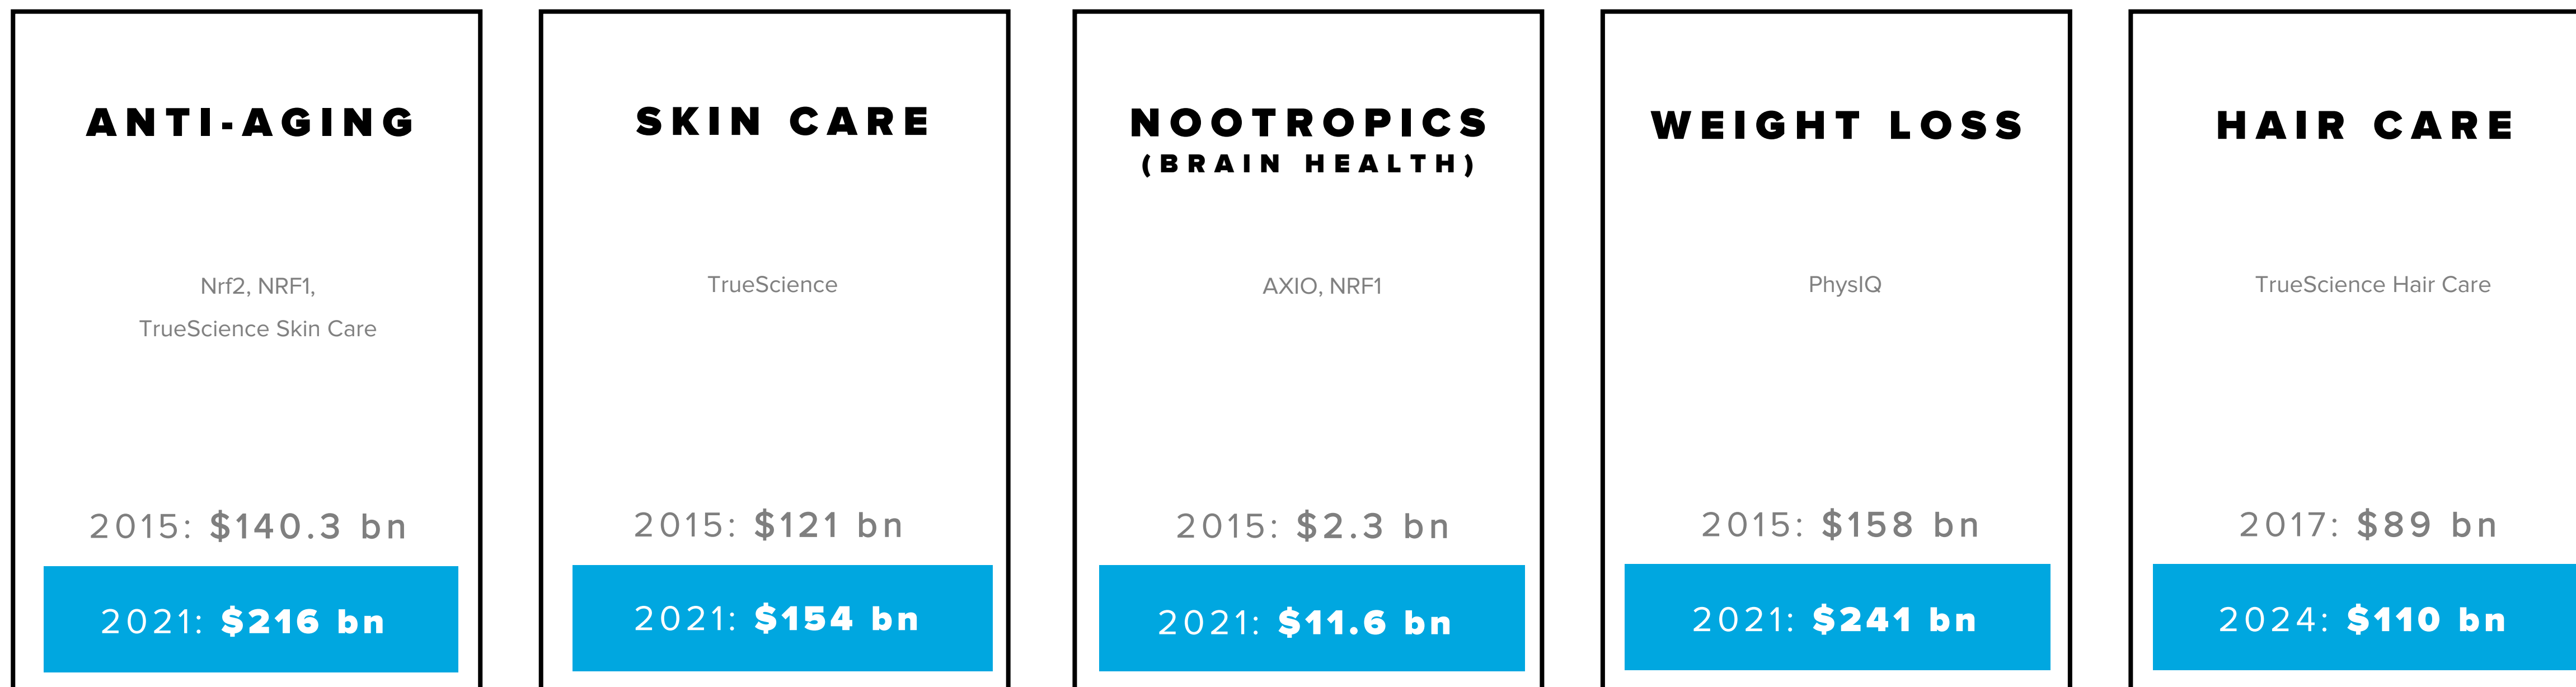 ANTI-AGING
Nrf2, NRF1,
TrueScience Skin Care
2015: $140.3 bn
2021: $216 bn
SKIN CARE
TrueScience
2015: $121 bn
2021: $154 bn
NOOTROPICS
(BRAIN HEALTH)
AXIO, NRF1
2015: $2.3 bn
2021: $11.6 bn
WEIGHT LOSS
PhysIQ
2015: $158 bn
2021: $241 bn
HAIR CARE
TrueScience Hair Care
2017: $89 bn
2024: $110 bn